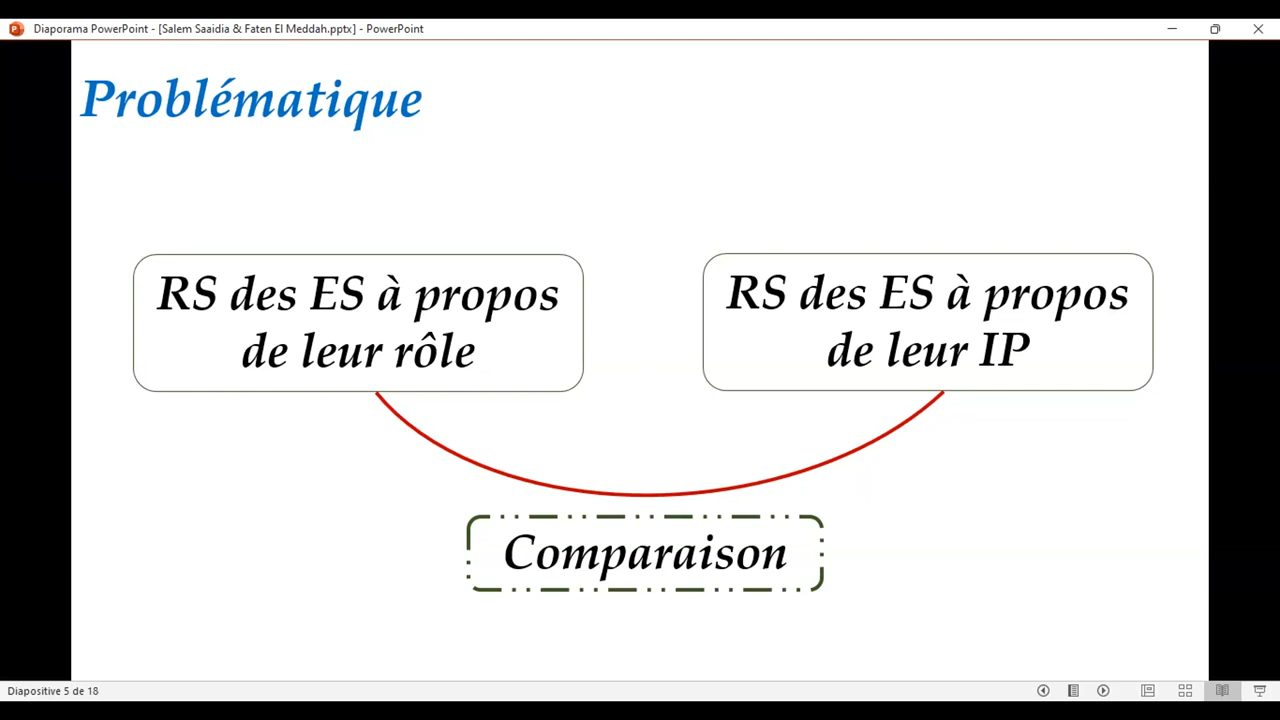 Diaporama PowerPoint - [Salem Saaidia & Faten El Meddah.pptx] - PowerPoint
Problématique
RS des ES à propos
de leur rôle
RS des ES à propos
de leur IP
Comparaison
Diapositive 5 de 18